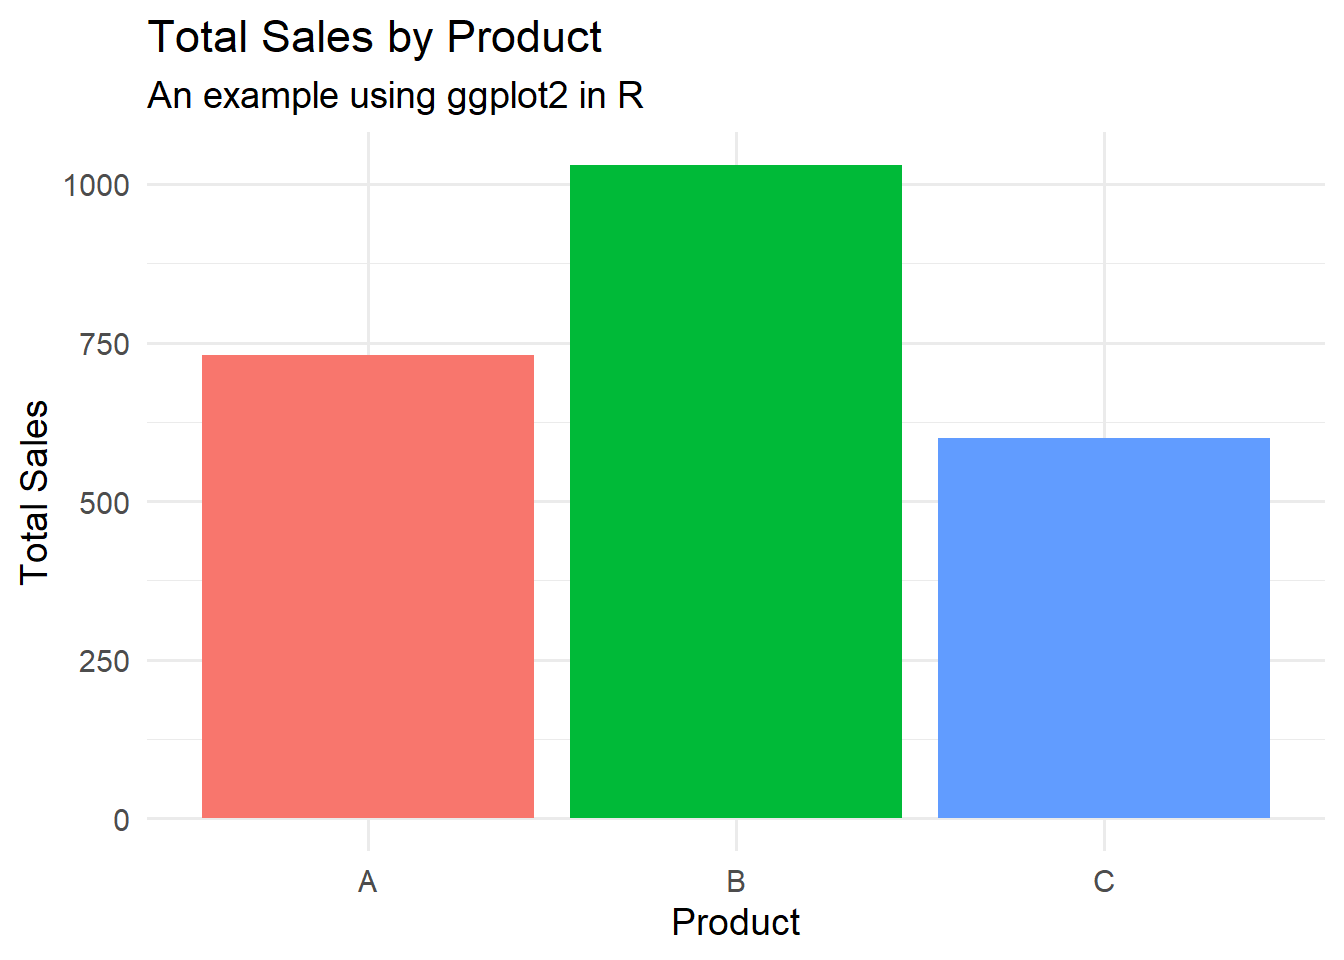 Total Sales by Product
An example using ggplot2 in R
Total Sales
1000
750
500
250
0
A B C
Product